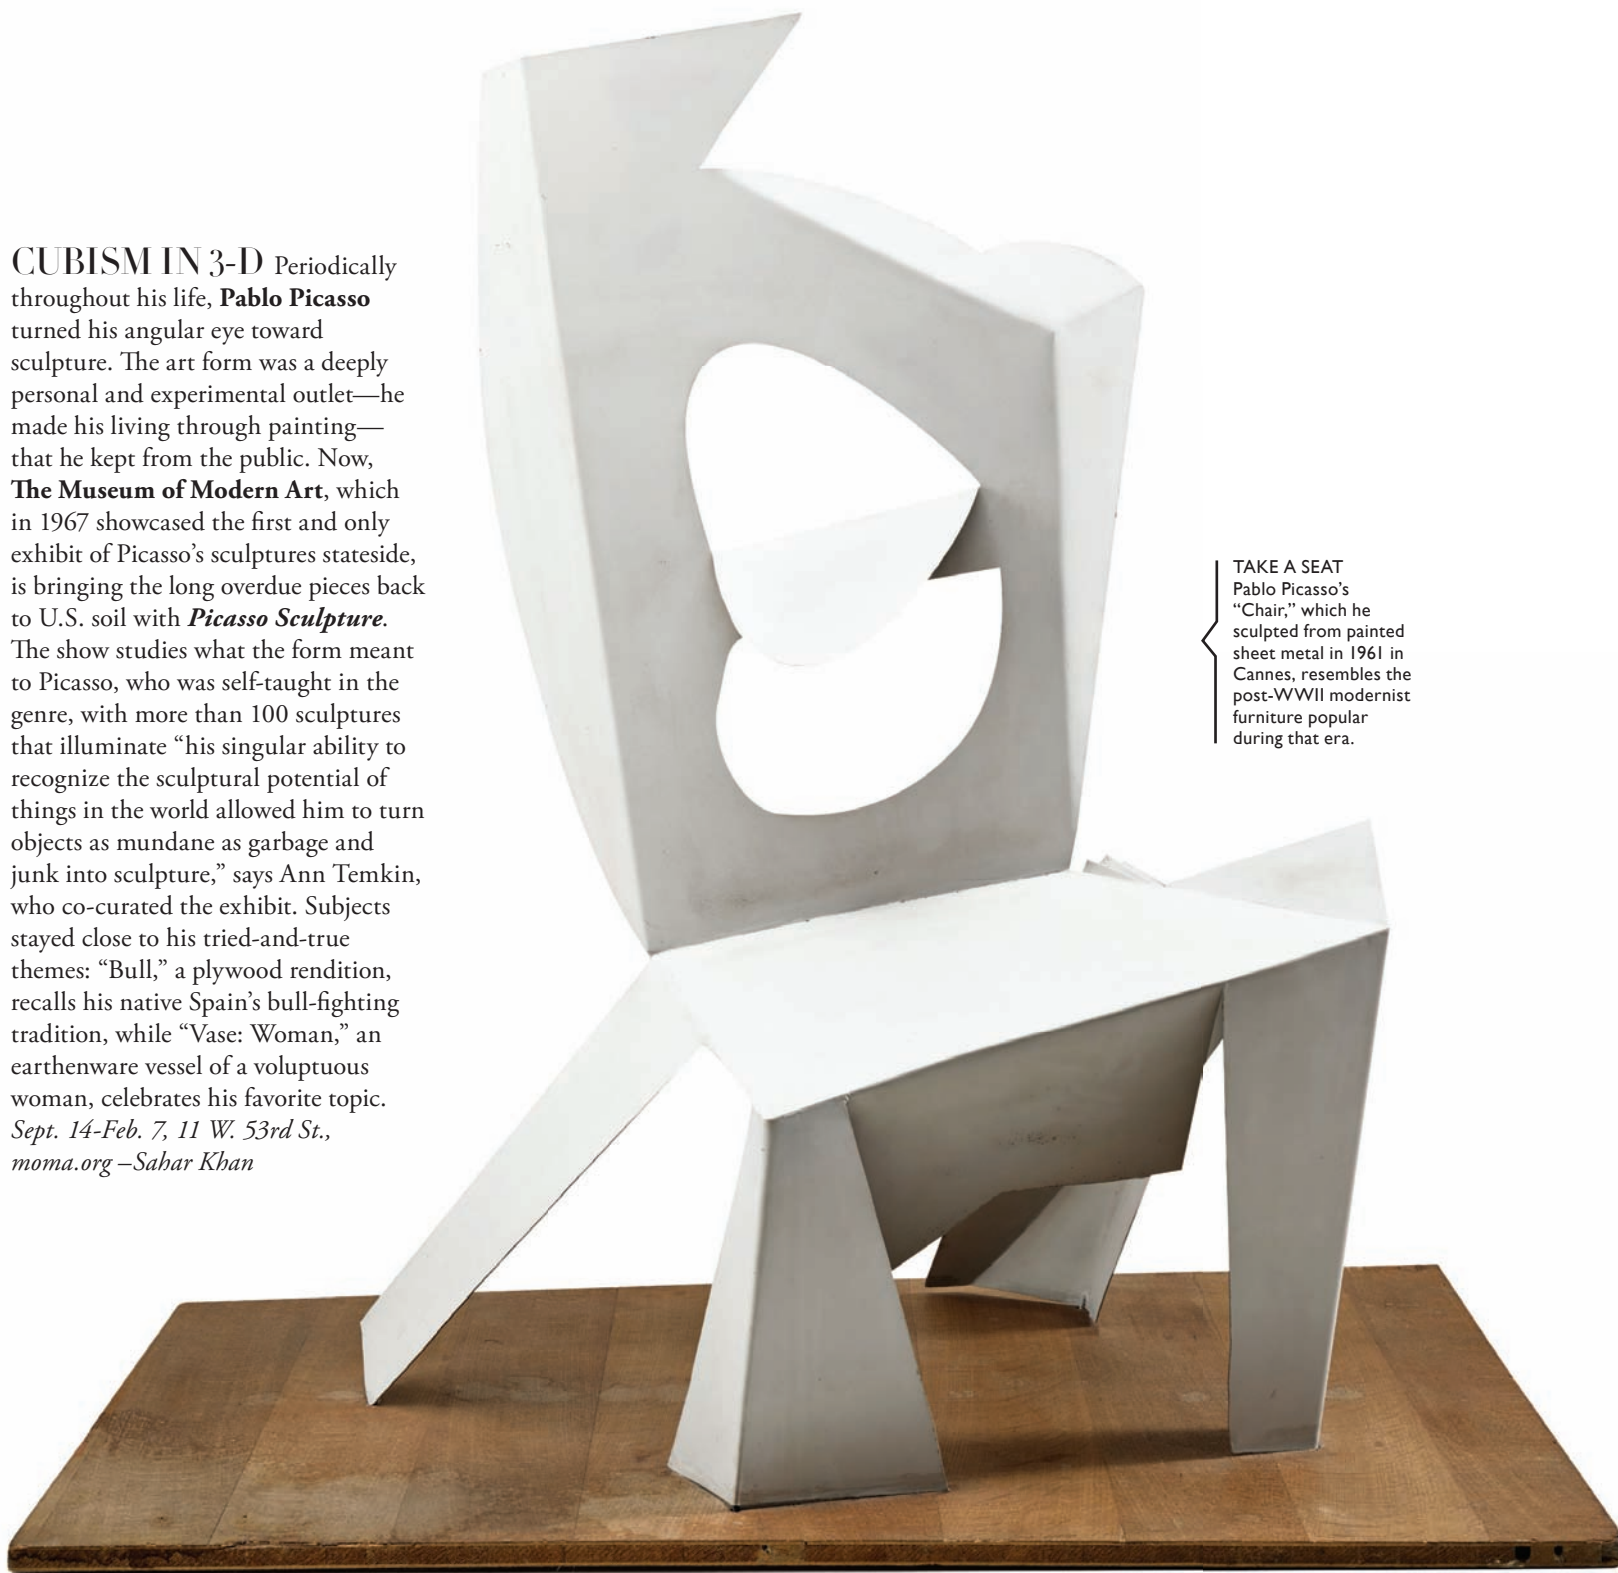 CUBISM IN 3-D Periodically
throughout his life, Pablo Picasso
turned his angular eye toward
sculpture. The art form was a deeply
personal and experimental outlet—he
made his living through painting—
that he kept from the public. Now,
The Museum of Modern Art, which
in 1967 showcased the first and only
exhibit of Picasso’s sculptures stateside,
is bringing the long overdue pieces back
to U.S. soil with Picasso Sculpture.
The show studies what the form meant
to Picasso, who was self-taught in the
genre, with more than 100 sculptures
that illuminate “his singular ability to
recognize the sculptural potential of
things in the world allowed him to turn
objects as mundane as garbage and
junk into sculpture,” says Ann Temkin,
who co-curated the exhibit. Subjects
stayed close to his tried-and-true
themes: “Bull,” a plywood rendition,
recalls his native Spain’s bull-fighting
tradition, while “Vase: Woman,” an
earthenware vessel of a voluptuous
woman, celebrates his favorite topic.
Sept. 14-Feb. 7, 11 W. 53rd St.,
moma.org –Sahar Khan
TAKE A SEAT
Pablo Picasso’s
“Chair,” which he
sculpted from painted
sheet metal in 1961 in
Cannes, resembles the
post-WWII modernist
furniture popular
during that era.